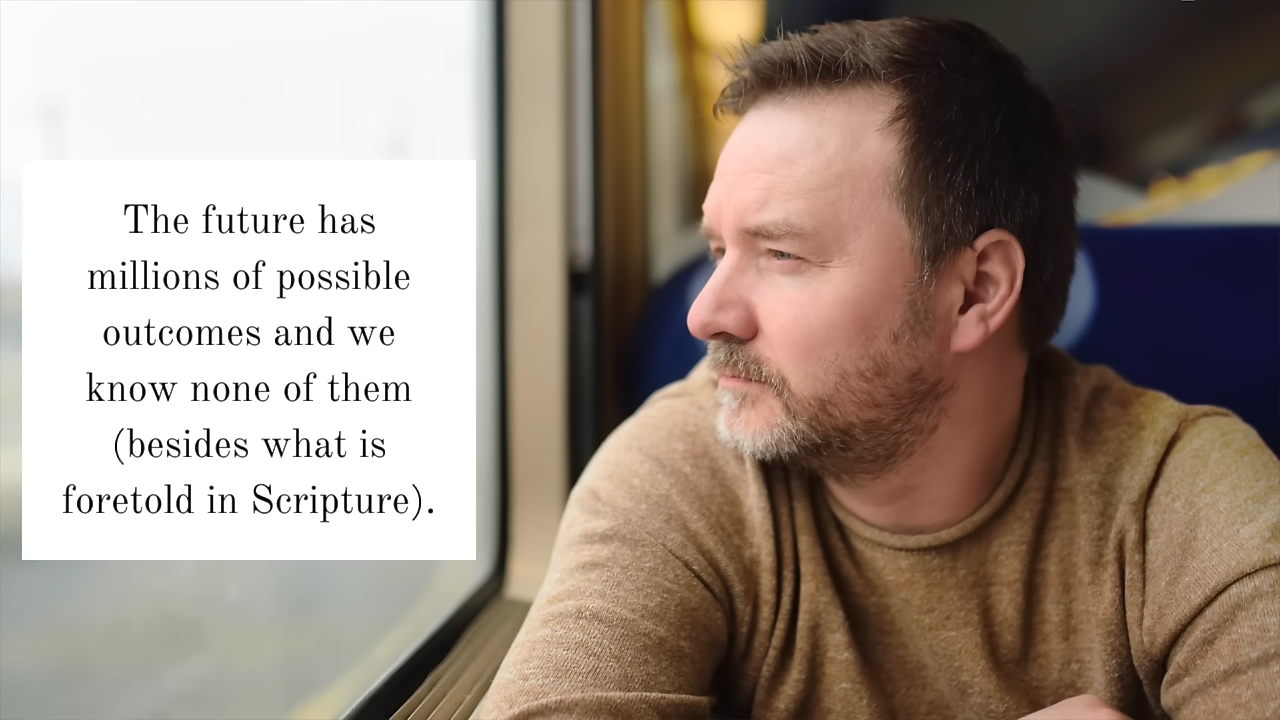 The future has
millions of possible
outcomes and we
know none of them
(besides what is
foretold in Scripture).